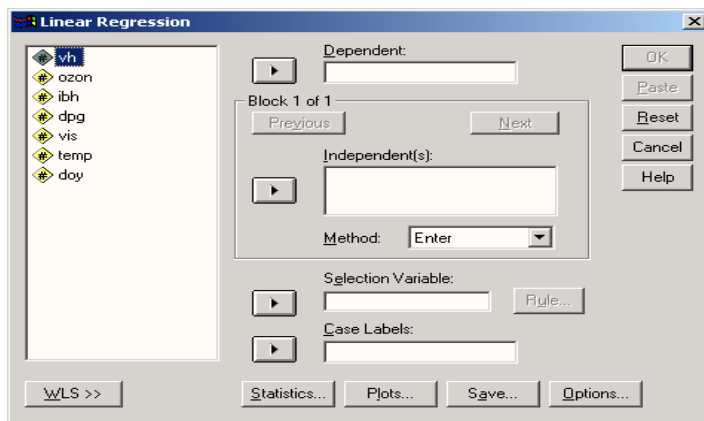 Linear Regression
vh
ozon
ibh
dpg
vis
temp
doy
WLS >>
Dependent:
Block 1 of 1
Previous
Next
Independent(s):
Method:
Enter
Selection Variable:
Rule...
Case Labels:
Statistics...
Plots...
Save...
Options...
OK
Paste
Reset
Cancel
Help